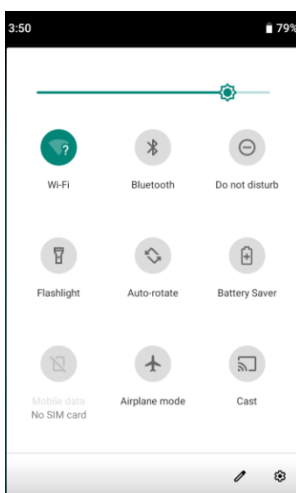 3:50 79%
?
Wi-Fi Bluetooth Do not disturb
Flashlight Auto-rotate Battery Saver
Mobile data Airplane mode Cast
No SIM card